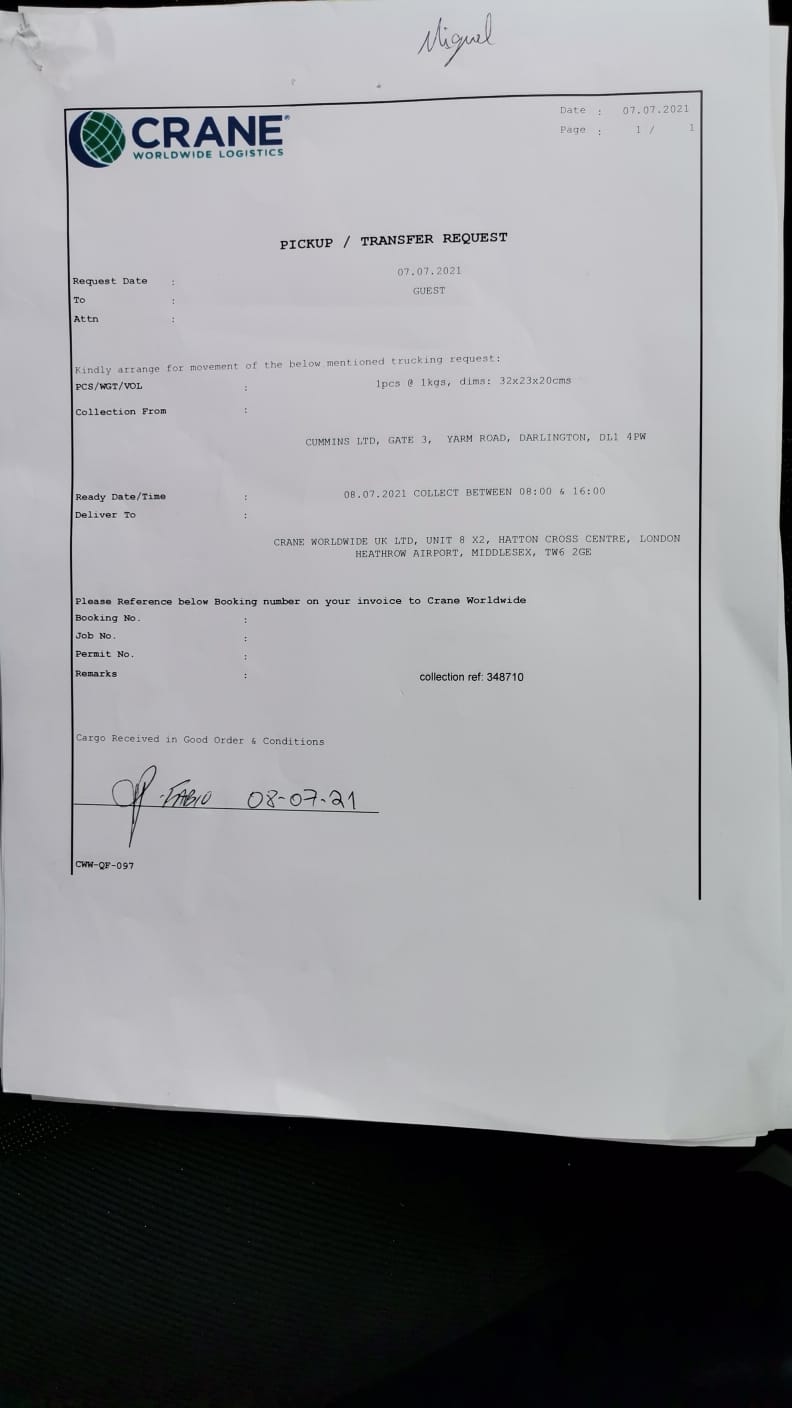 Miguel
CRANE®
WORLDWIDE LOGISTICS
Date : 07.07.2021
Page : 1 / 1
PICKUP / TRANSFER REQUEST
Request Date : 07.07.2021
To : GUEST
Attn :
Kindly arrange for movement of the below mentioned trucking request:
PCS/WGT/VOL : 1pcs @ 1kgs, dims: 32x23x20cms
Collection From :
CUMMINS LTD, GATE 3, YARM ROAD, DARLINGTON, DL1 4PW
Ready Date/Time : 08.07.2021 COLLECT BETWEEN 08:00 & 16:00
Deliver To :
CRANE WORLDWIDE UK LTD, UNIT 8 X2, HATTON CROSS CENTRE, LONDON
HEATHROW AIRPORT, MIDDLESEX, TW6 2GE
Please Reference below Booking number on your invoice to Crane Worldwide
Booking No. :
Job No. :
Permit No. :
Remarks : collection ref: 348710
Cargo Received in Good Order & Conditions
FABIO 08-07-21
CWW-QF-097